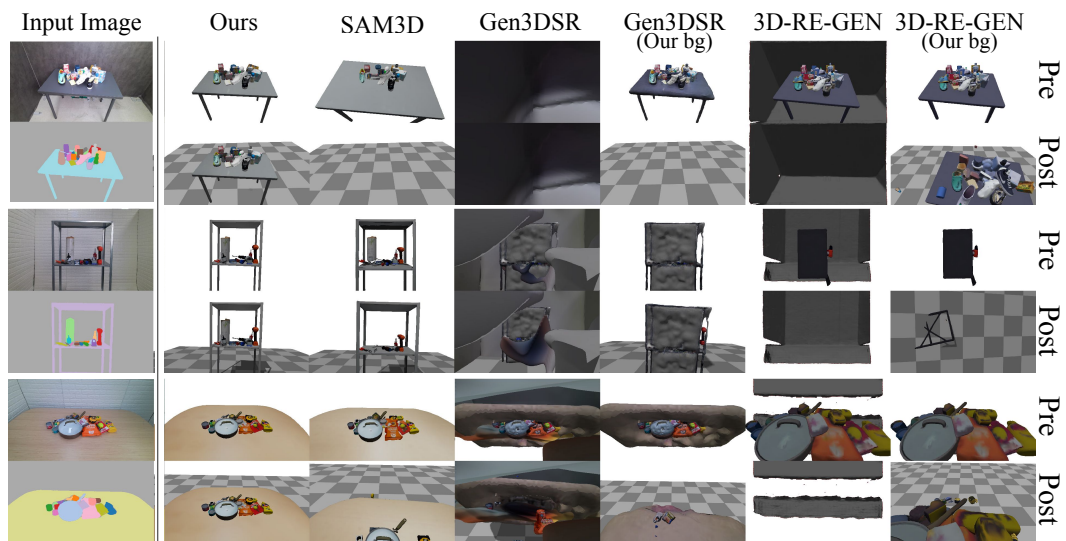 Input Image
Ours
SAM3D
Gen3DSR
Gen3DSR
(Our bg)
3D-RE-GEN
3D-RE-GEN
(Our bg)
Pre
Post
Pre
Post
Pre
Post